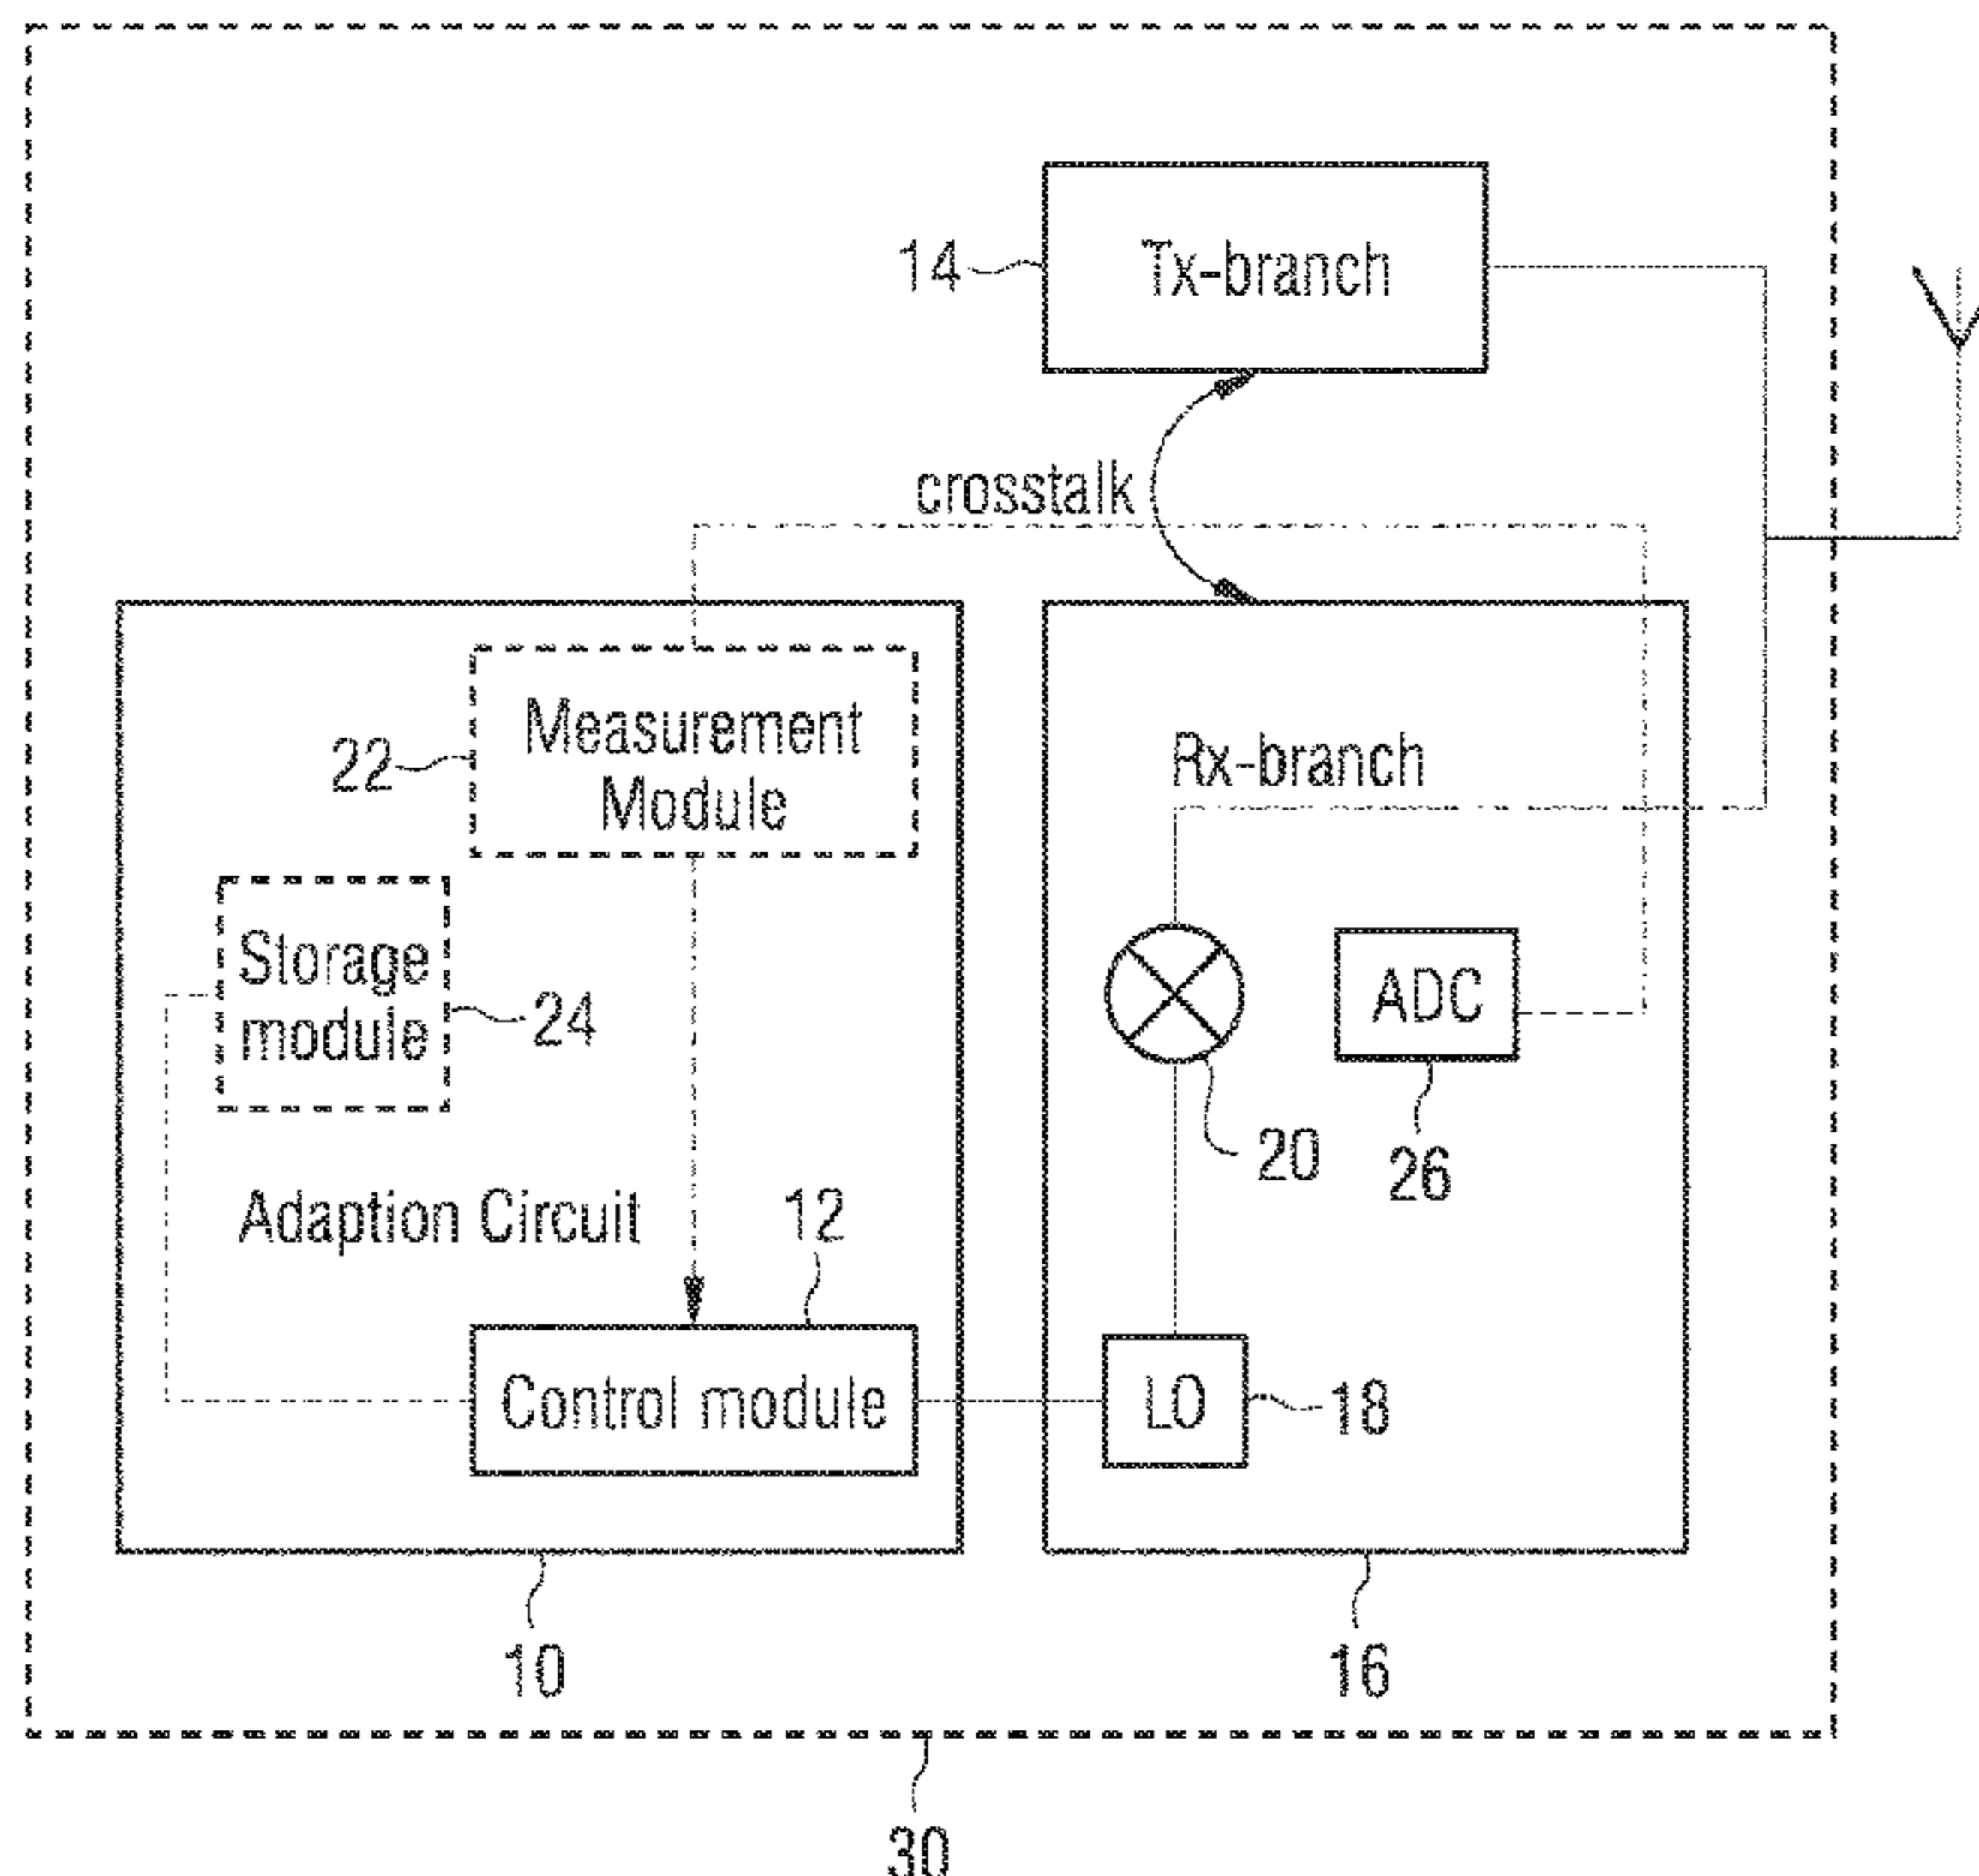 14
Tx-branch
crosstalk
22
Measurement
Module
Rx-branch
Storage
module
24
ADC
20
26
Adaption Circuit
12
Control module
LO
18
10
16
30